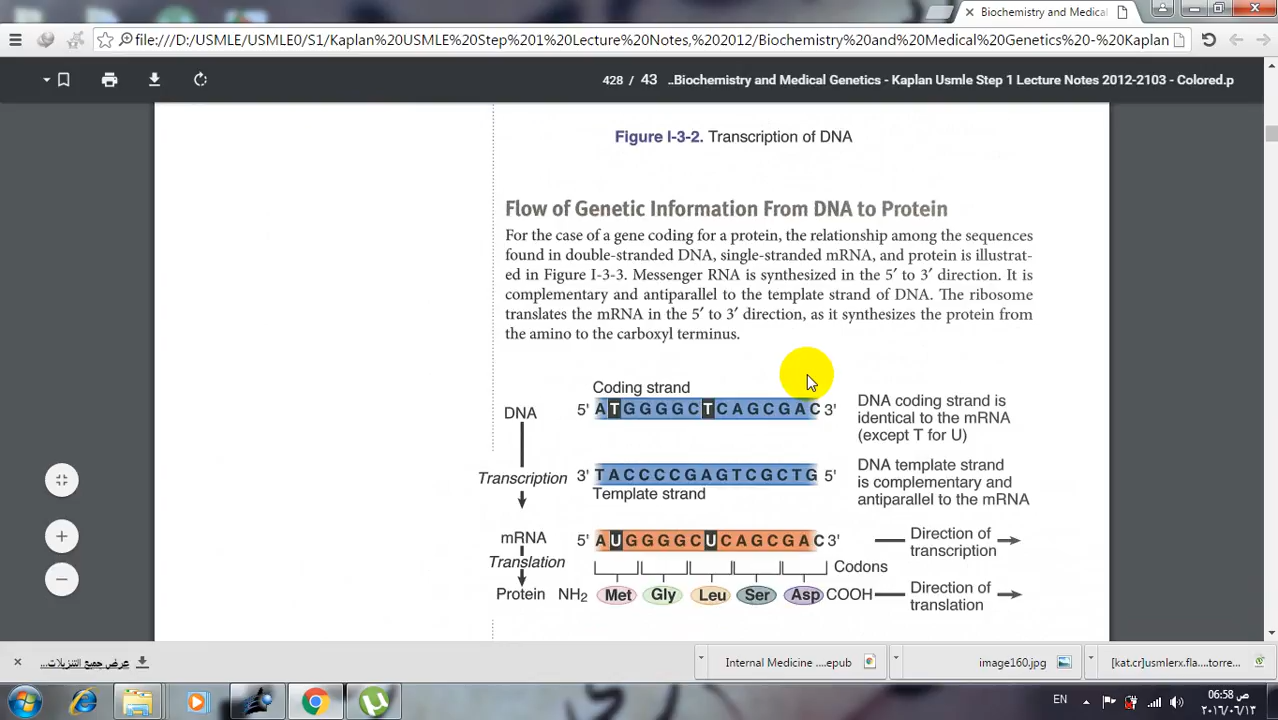 Biochemistry and Medical
file:///D:/USMLE/USMLE0/S1/Kaplan%20USMLE%20Step%201%20Lecture%20Notes,%202012/Biochemistry%20and%20Medical%20Genetics%20-%20Kaplan
428 / 43 ..Biochemistry and Medical Genetics - Kaplan Usmle Step 1 Lecture Notes 2012-2103 - Colored.p
Figure I-3-2. Transcription of DNA
Flow of Genetic Information From DNA to Protein
For the case of a gene coding for a protein, the relationship among the sequences
found in double-stranded DNA, single-stranded mRNA, and protein is illustrat-
ed in Figure I-3-3. Messenger RNA is synthesized in the 5′ to 3′ direction. It is
complementary and antiparallel to the template strand of DNA. The ribosome
translates the mRNA in the 5′ to 3′ direction, as it synthesizes the protein from
the amino to the carboxyl terminus.
Coding strand
DNA 5' A T G G G G C T C A G C G A C 3'
DNA coding strand is
identical to the mRNA
(except T for U)
Transcription 3' T A C C C C G A G T C G C T G 5'
Template strand
DNA template strand
is complementary and
antiparallel to the mRNA
mRNA 5' A U G G G G C U C A G C G A C 3'
Direction of
transcription
Translation
Codons
Protein NH2 Met Gly Leu Ser Asp COOH
Direction of
translation
عرض جميع التنزيلات...
Internal Medicine ....epub
image160.jpg
[kat.cr]usmlerx.fla....torre...
EN
06:58 ص
٢٠١٦/٠٦/١٣